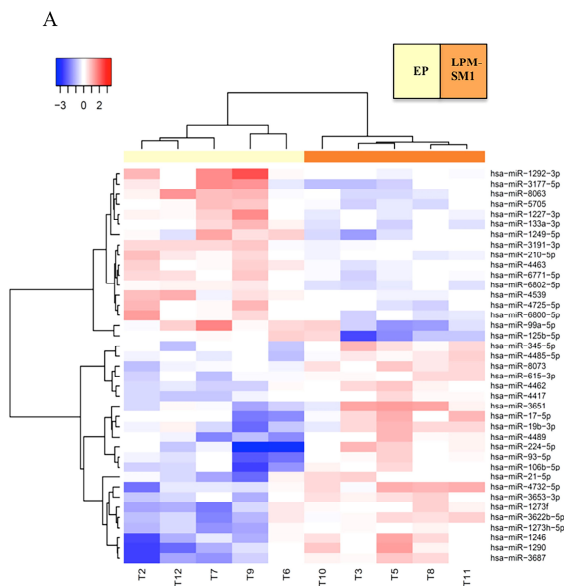 A
−3
0
2
EP
LPM-
SM1
hsa-miR-1292-3p
hsa-miR-3177-5p
hsa-miR-8063
hsa-miR-5705
hsa-miR-1227-3p
hsa-miR-133a-3p
hsa-miR-1249-5p
hsa-miR-3191-3p
hsa-miR-210-5p
hsa-miR-4463
hsa-miR-6771-5p
hsa-miR-6802-5p
hsa-miR-4539
hsa-miR-4725-5p
hsa-miR-6800-5p
hsa-miR-99a-5p
hsa-miR-125b-5p
hsa-miR-345-5p
hsa-miR-4485-5p
hsa-miR-8073
hsa-miR-616-3p
hsa-miR-4462
hsa-miR-4417
hsa-miR-3651
hsa-miR-17-5p
hsa-miR-19b-3p
hsa-miR-4489
hsa-miR-224-5p
hsa-miR-93-5p
hsa-miR-106b-5p
hsa-miR-21-5p
hsa-miR-4732-5p
hsa-miR-3653-3p
hsa-miR-1273f
hsa-miR-3622b-5p
hsa-miR-1273h-5p
hsa-miR-1246
hsa-miR-1290
hsa-miR-3687
T2 T12 T7 T9 T6 T10 T3 T5 T8 T11